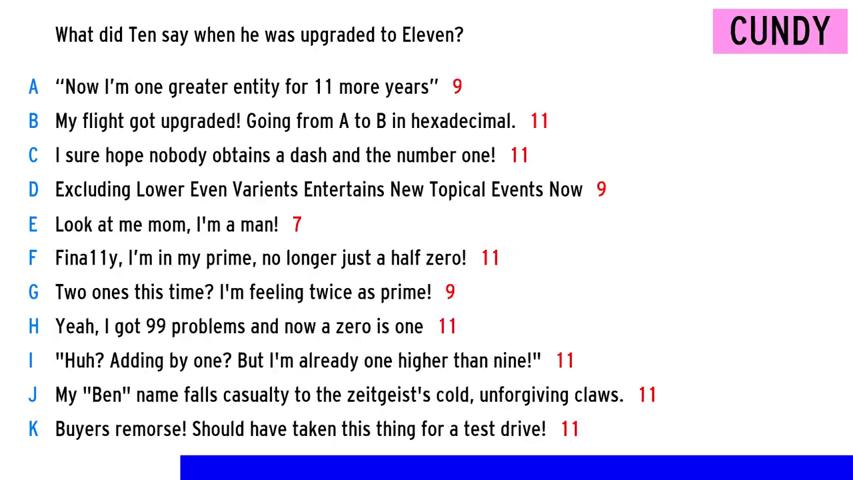 What did Ten say when he was upgraded to Eleven?
CUNDY
A “Now I’m one greater entity for 11 more years” 9
B My flight got upgraded! Going from A to B in hexadecimal. 11
C I sure hope nobody obtains a dash and the number one! 11
D Excluding Lower Even Varients Entertains New Topical Events Now 9
E Look at me mom, I'm a man! 7
F Fina11y, I’m in my prime, no longer just a half zero! 11
G Two ones this time? I'm feeling twice as prime! 9
H Yeah, I got 99 problems and now a zero is one 11
I "Huh? Adding by one? But I'm already one higher than nine!" 11
J My "Ben" name falls casualty to the zeitgeist's cold, unforgiving claws. 11
K Buyers remorse! Should have taken this thing for a test drive! 11